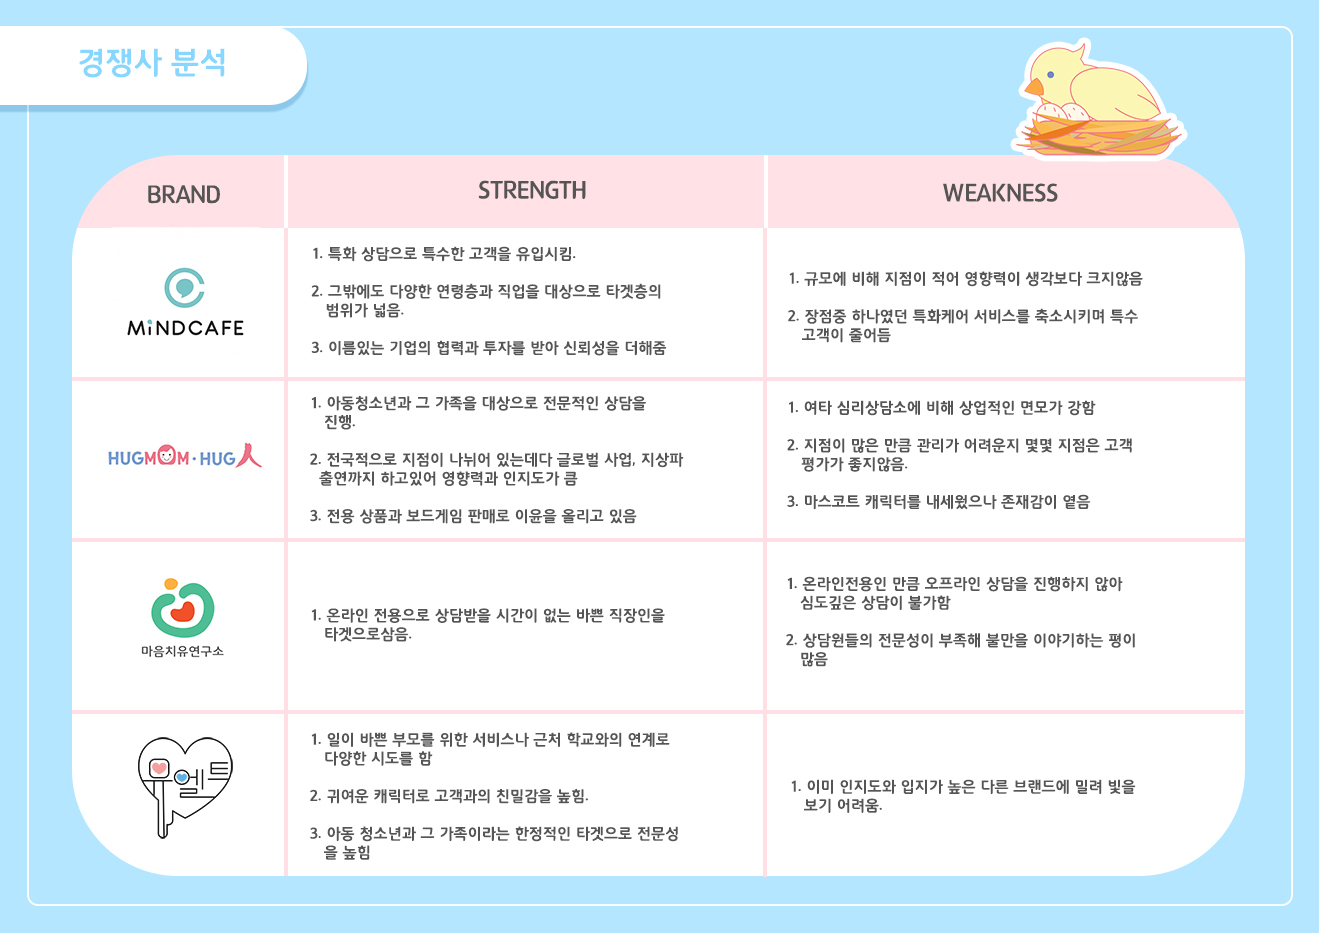 경쟁사 분석
BRAND
STRENGTH
WEAKNESS
MiNDCAFE
1. 특화 상담으로 특수한 고객을 유입시킴.
2. 그밖에도 다양한 연령층과 직업을 대상으로 타겟층의
범위가 넓음.
3. 이름있는 기업의 협력과 투자를 받아 신뢰성을 더해줌
1. 규모에 비해 지점이 적어 영향력이 생각보다 크지않음
2. 장점중 하나였던 특화케어 서비스를 축소시키며 특수
고객이 줄어듬
HUGMOM·HUG人
1. 아동청소년과 그 가족을 대상으로 전문적인 상담을
진행.
2. 전국적으로 지점이 나뉘어 있는데다 글로벌 사업, 지상파
출연까지 하고있어 영향력과 인지도가 큼
3. 전용 상품과 보드게임 판매로 이윤을 올리고 있음
1. 여타 심리상담소에 비해 상업적인 면모가 강함
2. 지점이 많은 만큼 관리가 어려운지 몇몇 지점은 고객
평가가 좋지않음.
3. 마스코트 캐릭터를 내세웠으나 존재감이 옅음
마음치유연구소
1. 온라인 전용으로 상담받을 시간이 없는 바쁜 직장인을
타겟으로삼음.
1. 온라인전용인 만큼 오프라인 상담을 진행하지 않아
심도깊은 상담이 불가함
2. 상담원들의 전문성이 부족해 불만을 이야기하는 평이
많음
1. 일이 바쁜 부모를 위한 서비스나 근처 학교와의 연계로
다양한 시도를 함
2. 귀여운 캐릭터로 고객과의 친밀감을 높힘.
3. 아동 청소년과 그 가족이라는 한정적인 타겟으로 전문성
을 높힘
1. 이미 인지도와 입지가 높은 다른 브랜드에 밀려 빛을
보기 어려움.